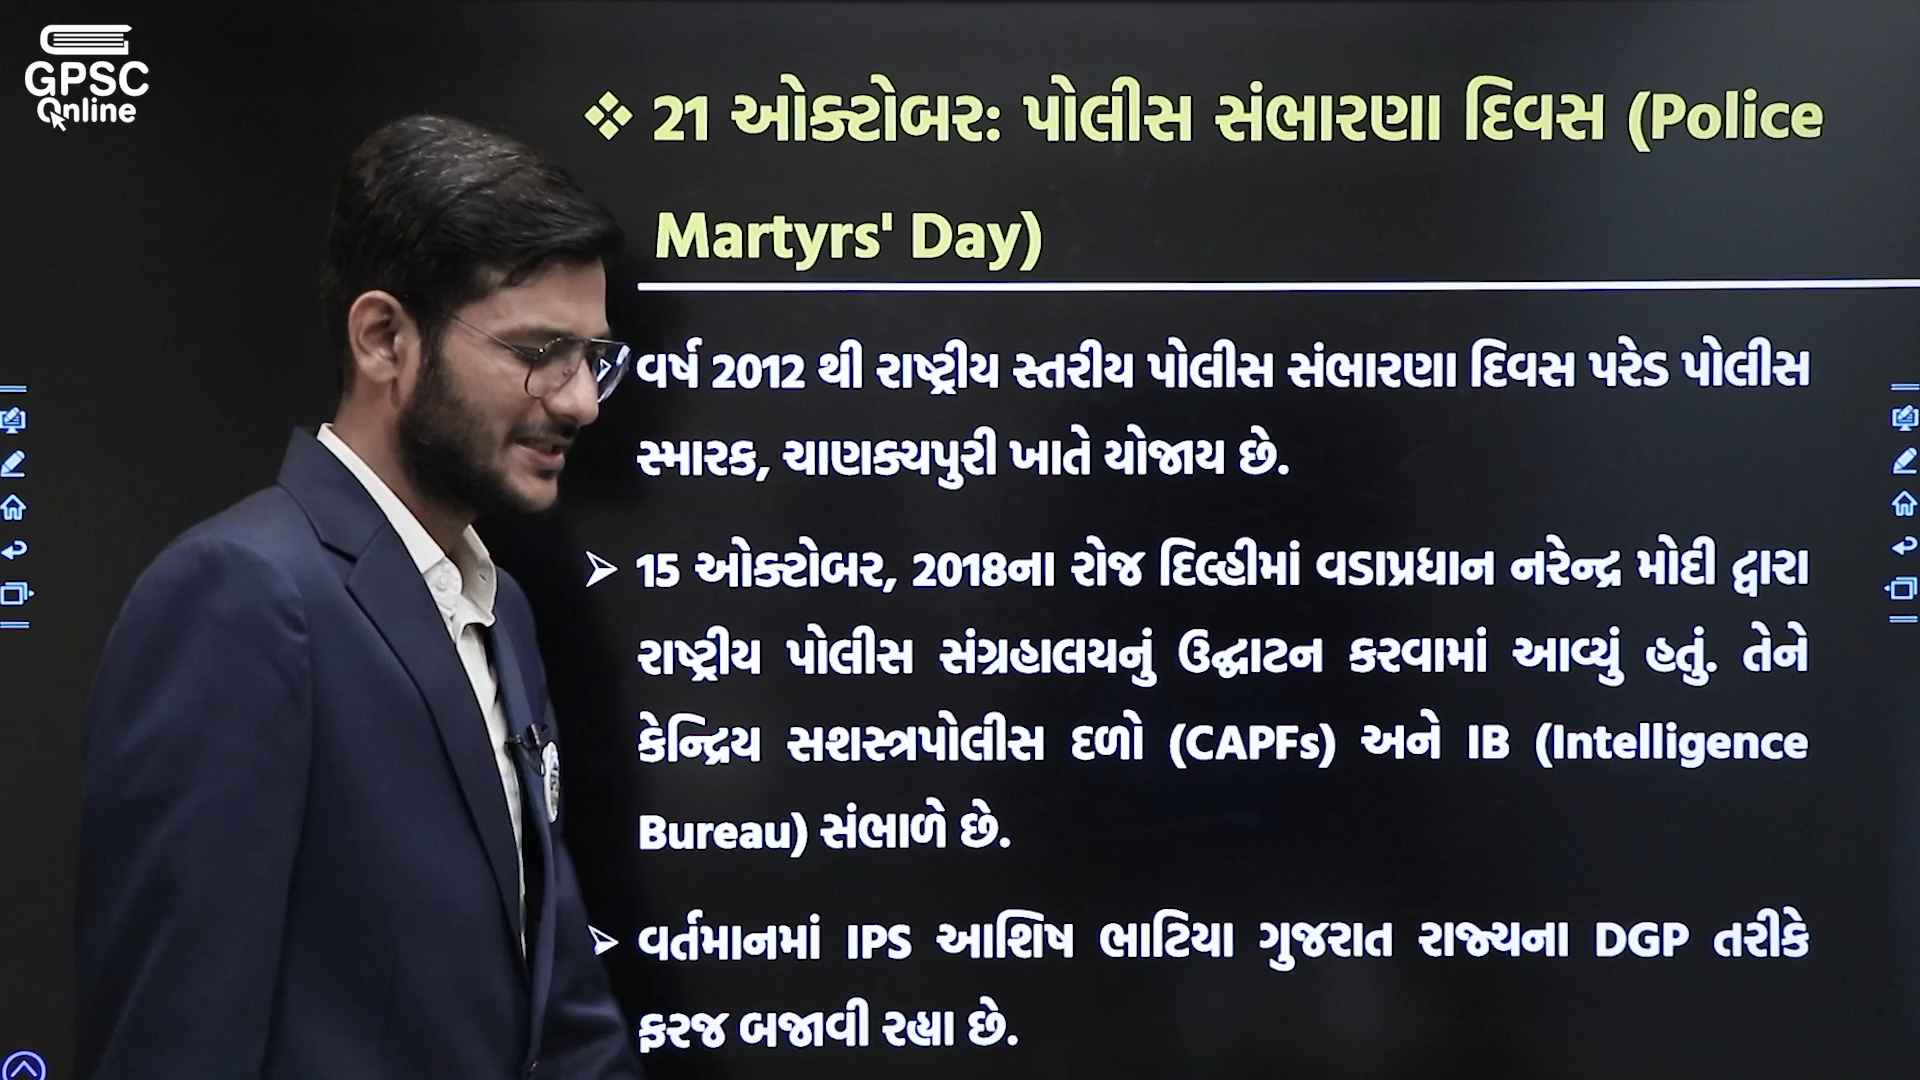 GPSC
Online
❖ 21 ઓક્ટોબર: પોલીસ સંભારણા દિવસ (Police
Martyrs' Day)
વર્ષ 2012 થી રાષ્ટ્રીય સ્તરીય પોલીસ સંભારણા દિવસ પરેડ પોલીસ
સ્મારક, ચાણક્યપુરી ખાતે યોજાય છે.
➢ 15 ઓક્ટોબર, 2018ના રોજ દિલ્હીમાં વડાપ્રધાન નરેન્દ્ર મોદી દ્વારા
રાષ્ટ્રીય પોલીસ સંગ્રહાલયનું ઉદ્ઘાટન કરવામાં આવ્યું હતું. તેને
કેન્દ્રિય સશસ્ત્રપોલીસ દળો (CAPFs) અને IB (Intelligence
Bureau) સંભાળે છે.
➢ વર્તમાનમાં IPS આશિષ ભાટિયા ગુજરાત રાજ્યના DGP તરીકે
ફરજ બજાવી રહ્યા છે.